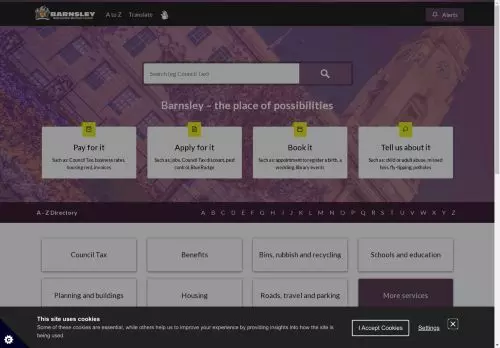 BARNSLEY
A to Z
Translate
Alerts
Search (eg Council Tax)
Barnsley – the place of possibilities
Pay for it
Such as: Council Tax, business rates,
housing rent, invoices
Apply for it
Such as: jobs, Council Tax discount, pest
control, Blue Badge
Book it
Such as: appointment to register a birth, a
wedding, library events
Tell us about it
Such as: child or adult abuse, missed
bins, fly-tipping, potholes
A-Z Directory
A B C D E F G H I J K L M N O P Q R S T U V W X Y Z
Council Tax
Benefits
Bins, rubbish and recycling
Schools and education
Planning and buildings
Housing
Roads, travel and parking
More services
This site uses cookies
Some of these cookies are essential, while others help us to improve your experience by providing insights into how the site is
being used.
I Accept Cookies
Settings